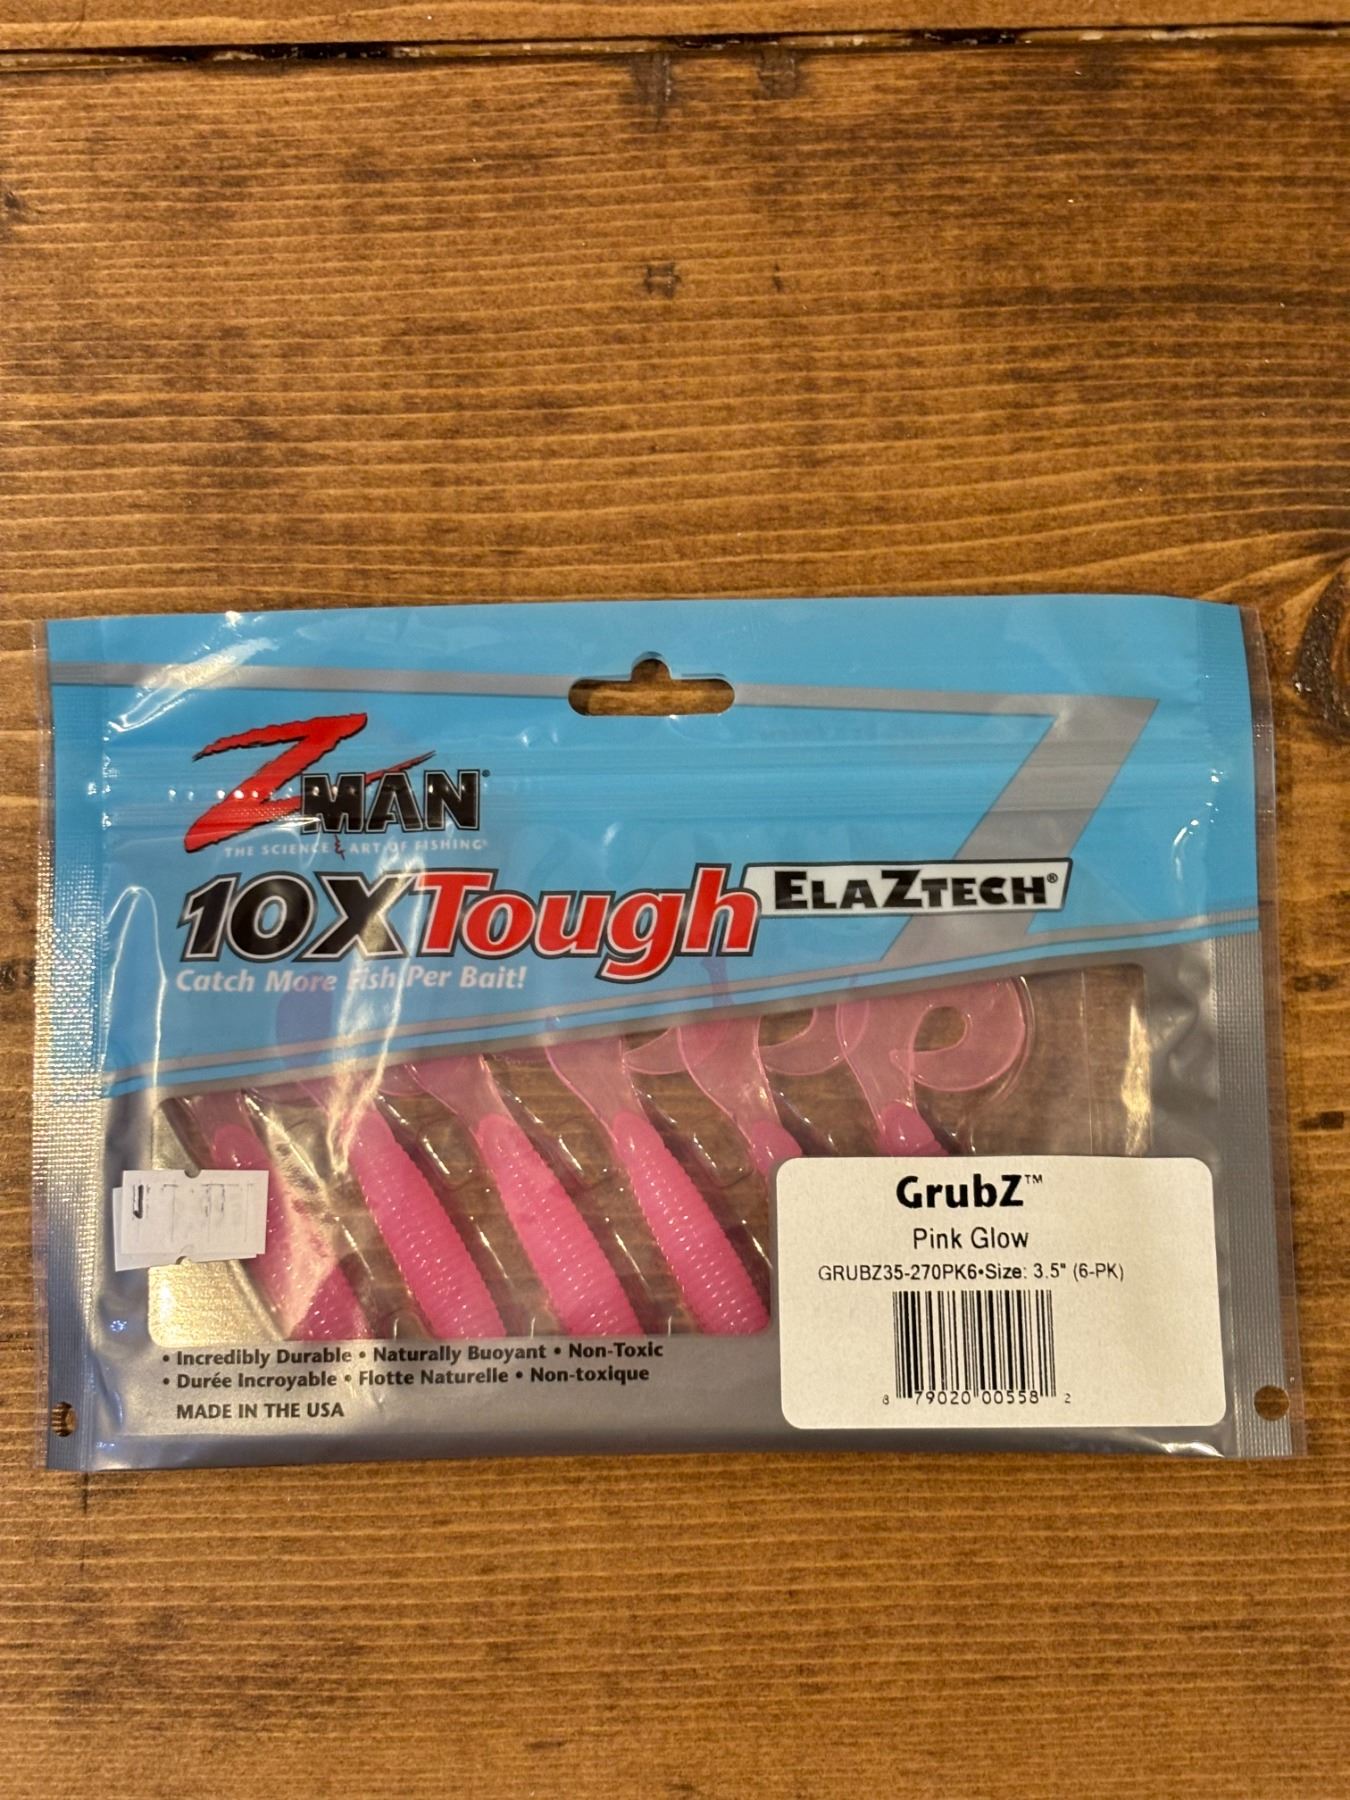 ZMAN®
THE SCIENCE & ART OF FISHING®
10X Tough ELAZTECH®
Catch More Fish Per Bait!
GrubZ™
Pink Glow
GRUBZ35-270PK6•Size: 3.5" (6-PK)
8 79020 00558 2
• Incredibly Durable • Naturally Buoyant • Non-Toxic
• Durée Incroyable • Flotte Naturelle • Non-toxique
MADE IN THE USA